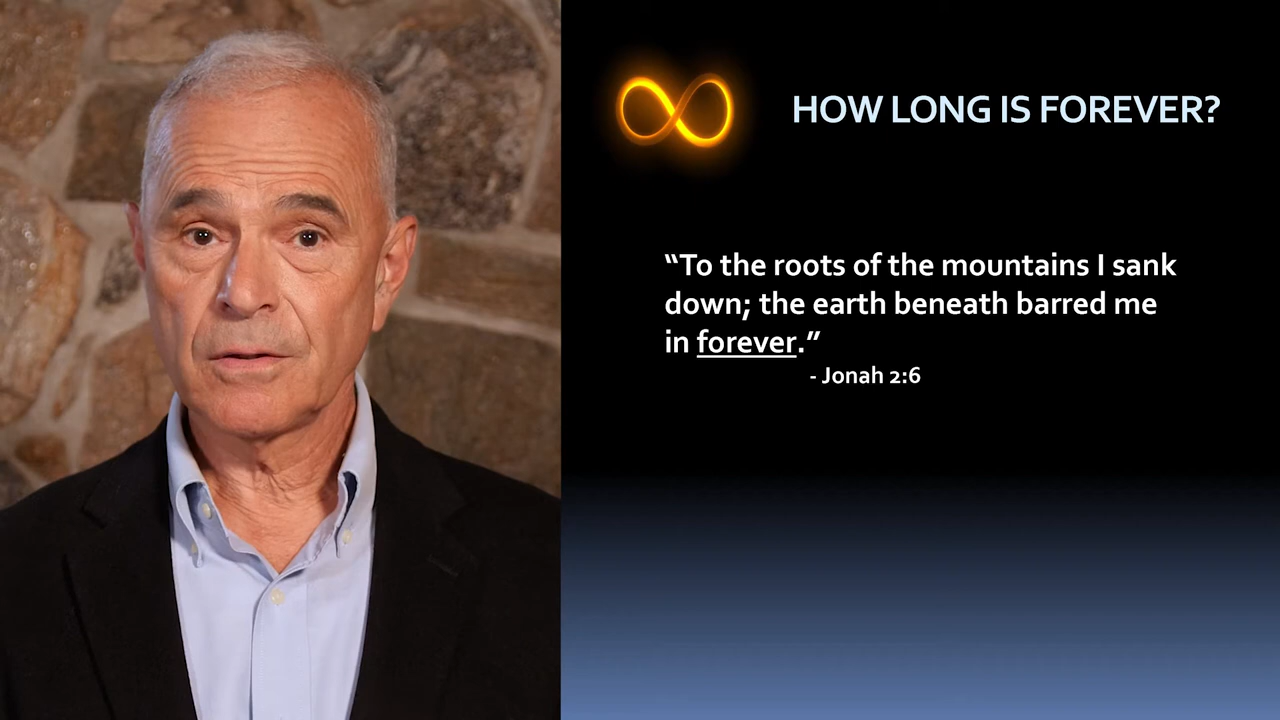 HOW LONG IS FOREVER?
“To the roots of the mountains I sank
down; the earth beneath barred me
in forever.”
- Jonah 2:6